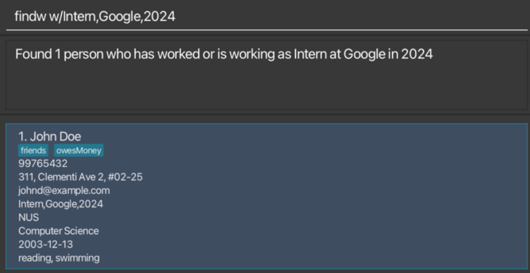 findw w/Intern,Google,2024
Found 1 person who has worked or is working as Intern at Google in 2024
1. John Doe
friends owesMoney
99765432
311, Clementi Ave 2, #02-25
johnd@example.com
Intern,Google,2024
NUS
Computer Science
2003-12-13
reading, swimming